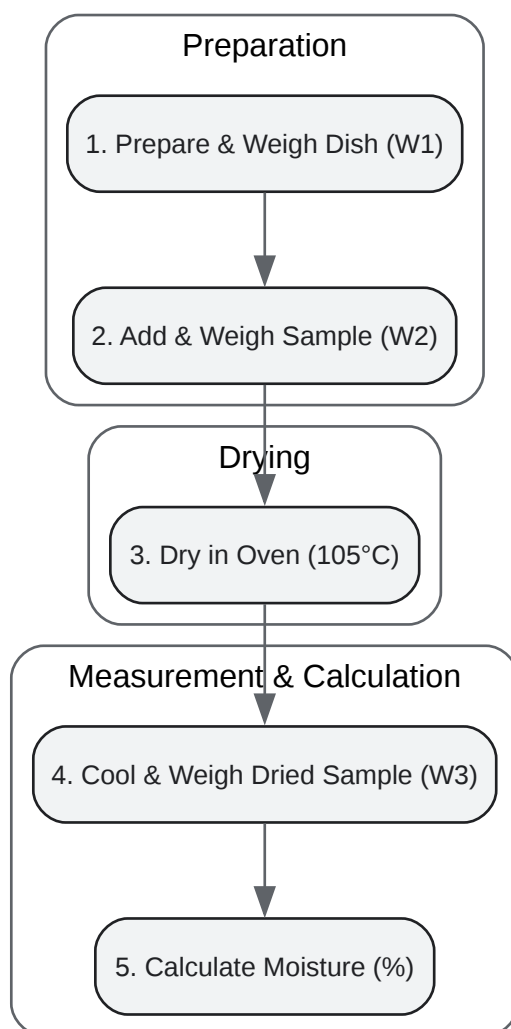 Preparation
1. Prepare & Weigh Dish (W1)
2. Add & Weigh Sample (W2)
Drying
3. Dry in Oven (105°C)
Measurement & Calculation
4. Cool & Weigh Dried Sample (W3)
5. Calculate Moisture (%)